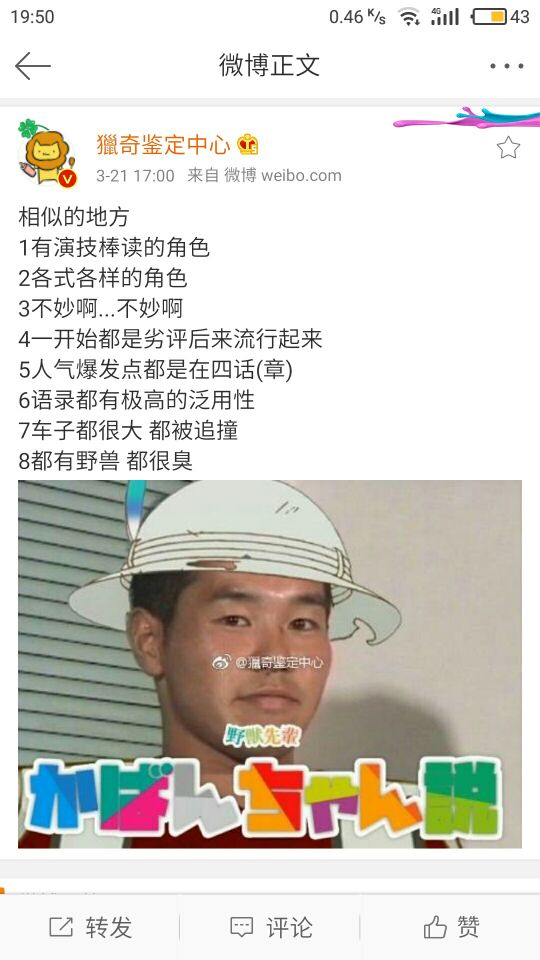 19:50
0.46 K/s
4G
43
微博正文
獵奇鉴定中心
3-21 17:00 来自 微博 weibo.com
相似的地方
1有演技棒读的角色
2各式各样的角色
3不妙啊...不妙啊
4一开始都是劣评后来流行起来
5人气爆发点都是在四话(章)
6语录都有极高的泛用性
7车子都很大 都被追撞
8都有野兽 都很臭
@獵奇鉴定中心
野獣先輩
かばんちゃん説
转发
评论
赞